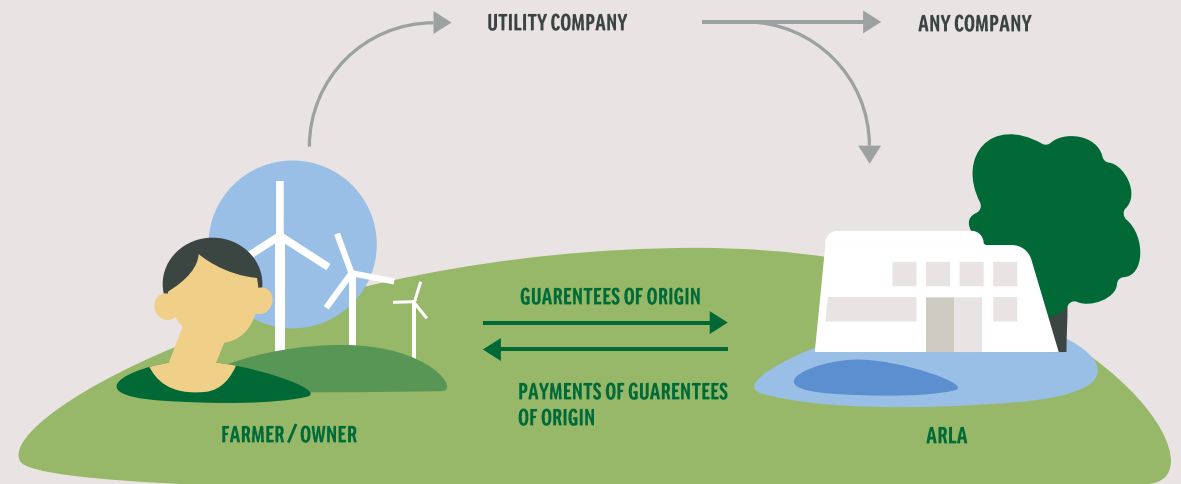 UTILITY COMPANY
ANY COMPANY
GUARENTEES OF ORIGIN
PAYMENTS OF GUARENTEES
OF ORIGIN
FARMER / OWNER
ARLA